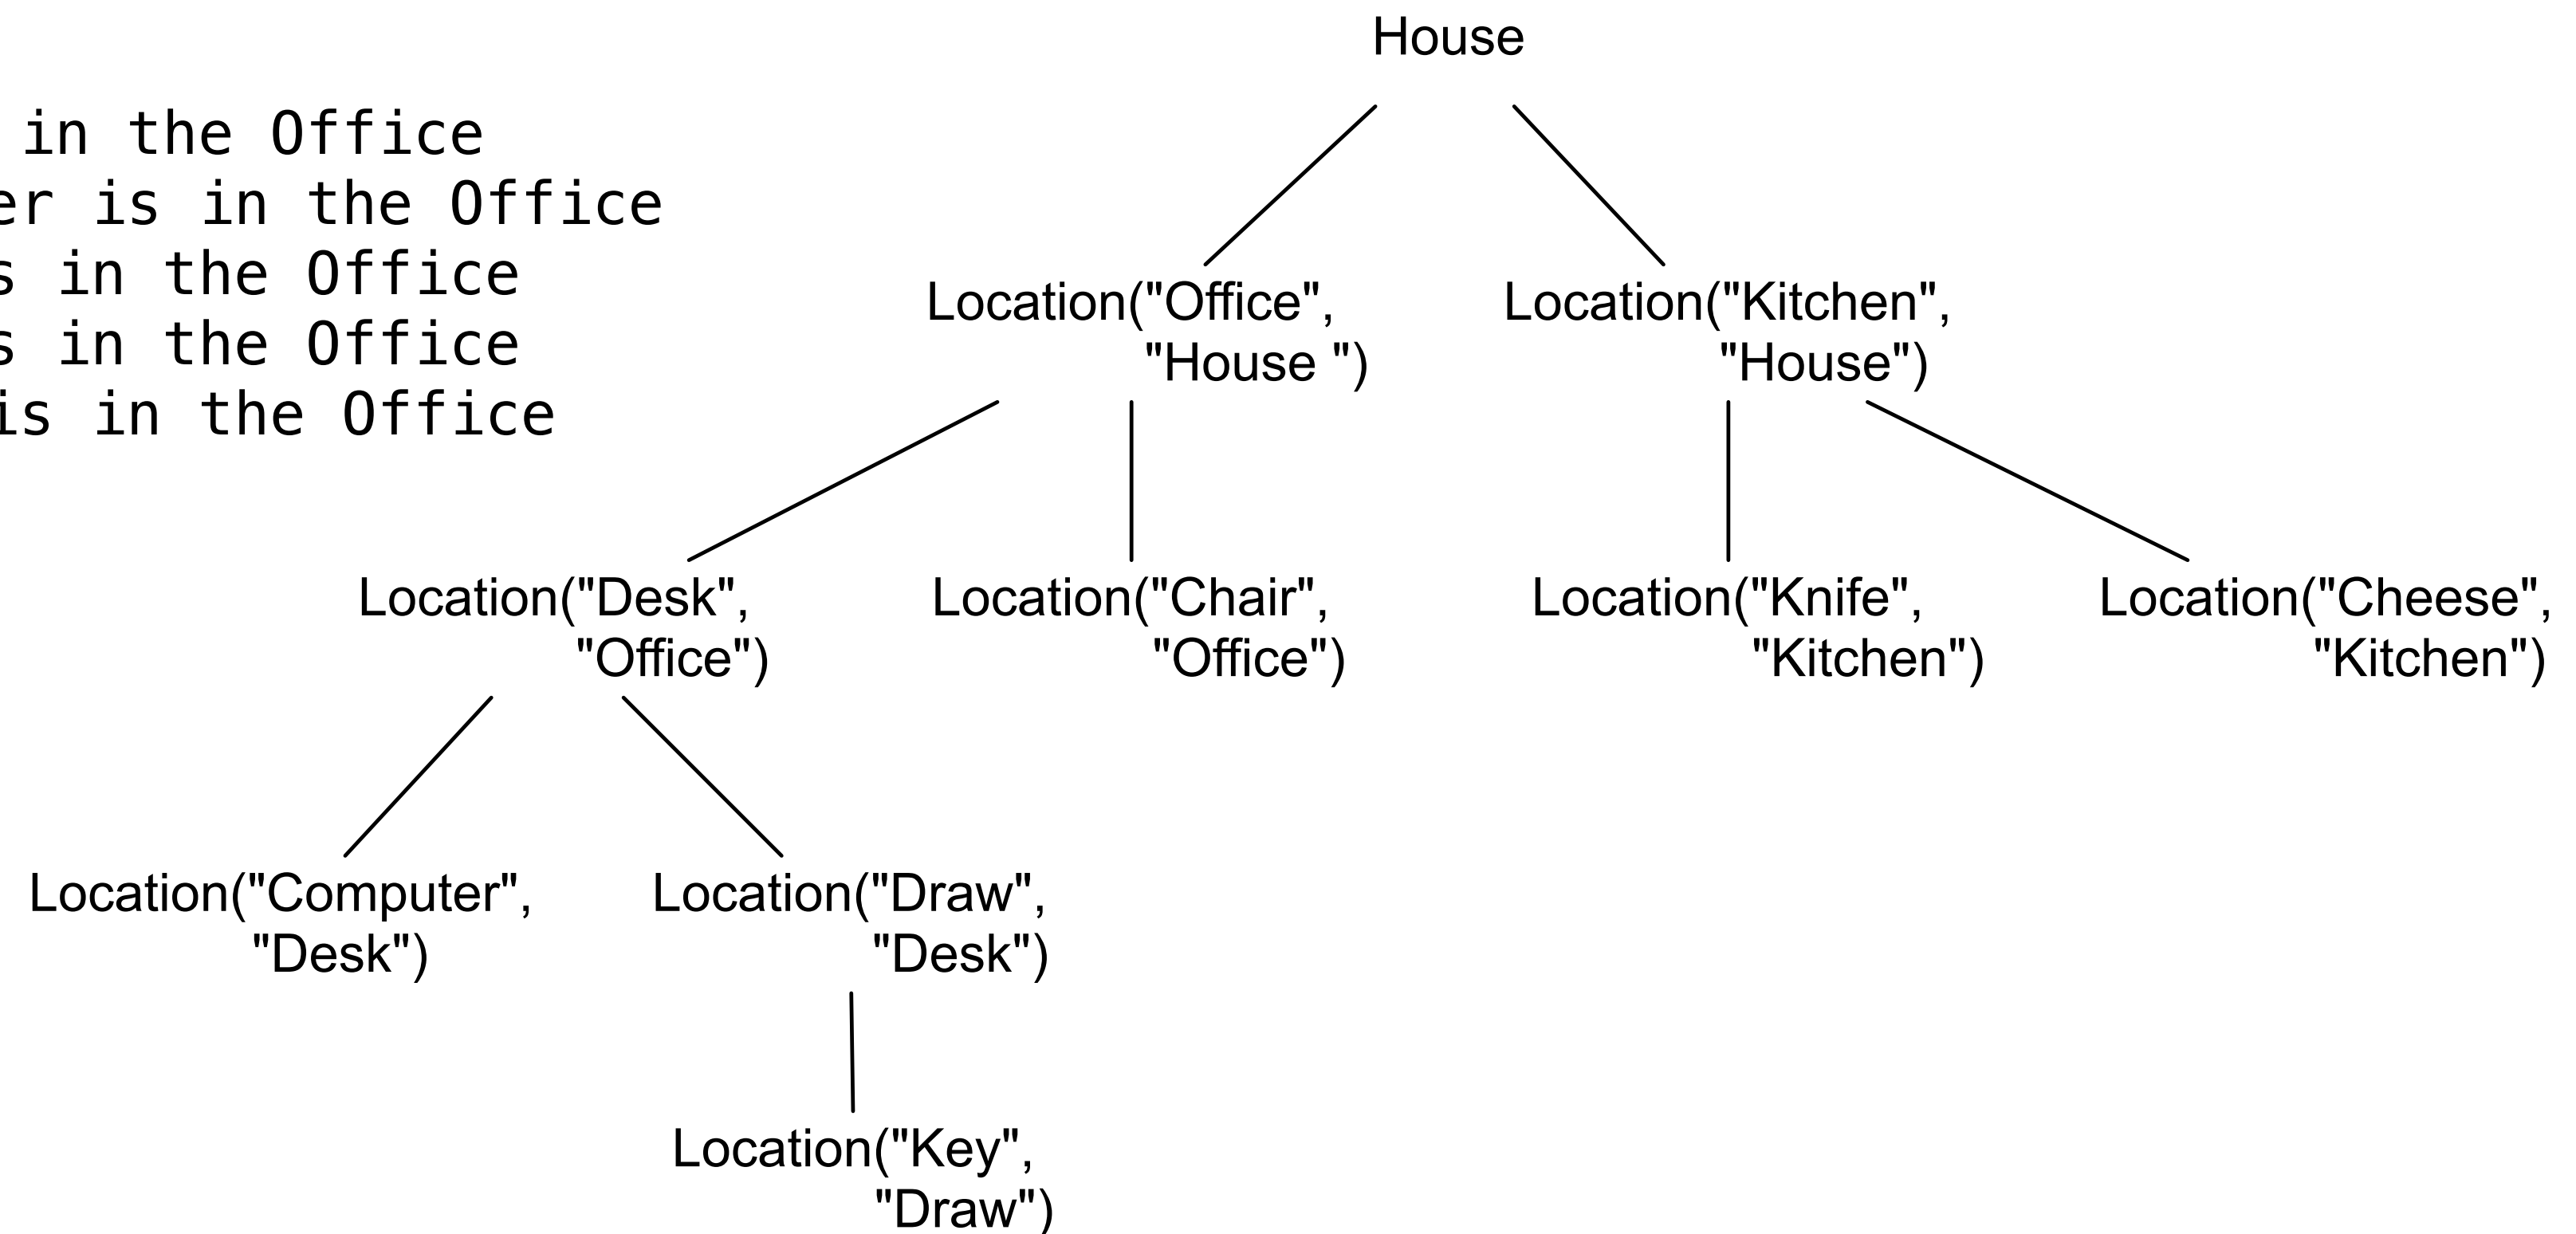 House
in the Office
er is in the Office
s in the Office
s in the Office
is in the Office
Location("Office",
"House ")
Location("Kitchen",
"House")
Location("Desk",
"Office")
Location("Chair",
"Office")
Location("Knife",
"Kitchen")
Location("Cheese",
"Kitchen")
Location("Computer",
"Desk")
Location("Draw",
"Desk")
Location("Key",
"Draw")